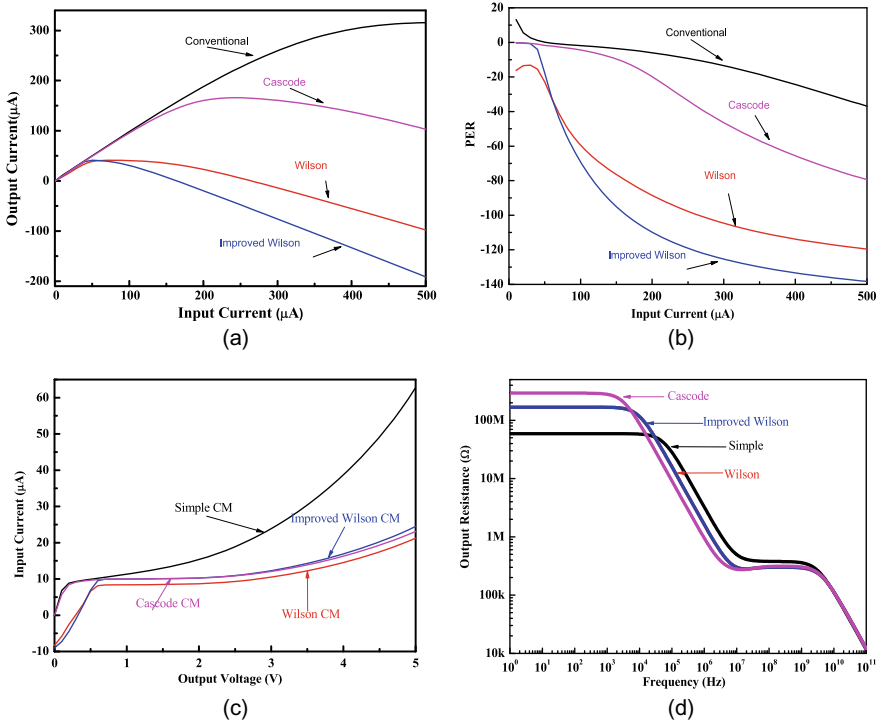 Output Current(μA)
300
200
100
0
-100
-200
Conventional
Cascode
Wilson
Improved Wilson
0 100 200 300 400 500
Input Current (μA)
(a)
PER
20
0
-20
-40
-60
-80
-100
-120
-140
Conventional
Cascode
Wilson
Improved Wilson
0 100 200 300 400 500
Input Current (μA)
(b)
Input Current (μA)
60
50
40
30
20
10
0
-10
Simple CM
Improved Wilson CM
Cascode CM
Wilson CM
0 1 2 3 4 5
Output Voltage (V)
(c)
Output Resistance (Ω)
100M
10M
1M
100k
10k
Cascode
Improved Wilson
Simple
Wilson
10⁰ 10¹ 10² 10³ 10⁴ 10⁵ 10⁶ 10⁷ 10⁸ 10⁹ 10¹⁰ 10¹¹
Frequency (Hz)
(d)